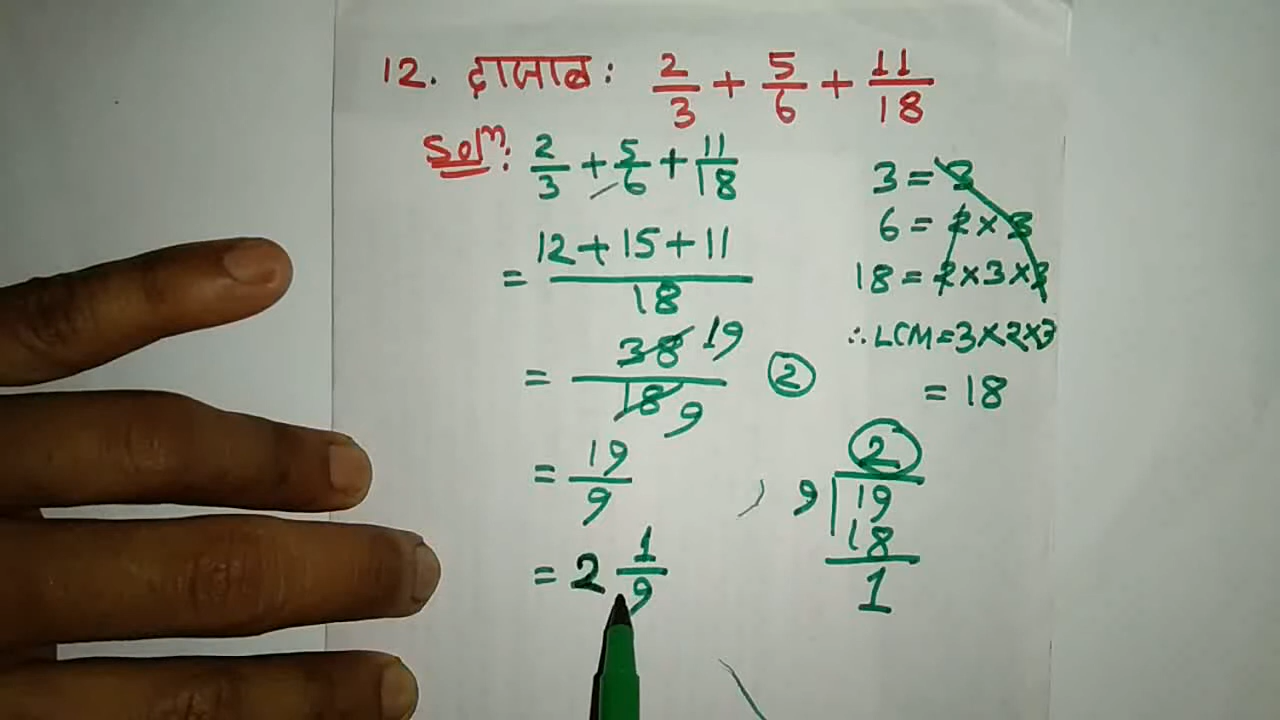 12. दाजाब: 2/3 + 5/6 + 11/18
Solⁿ: 2/3 + 5/6 + 11/18
= (12+15+11)/18
= 38/18 19 9 ②
= 19/9
= 2 1/9
3 = 3
6 = 2×3
18 = 2×3×3
∴LCM=3×2×3
= 18
2
9 19
18
1